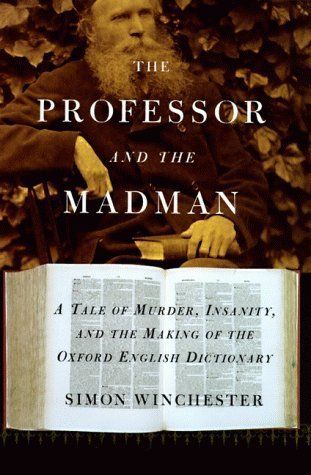 THE
PROFESSOR
AND THE
MADMAN
A TALE OF MURDER, INSANITY,
AND THE MAKING OF THE
OXFORD ENGLISH DICTIONARY
SIMON WINCHESTER